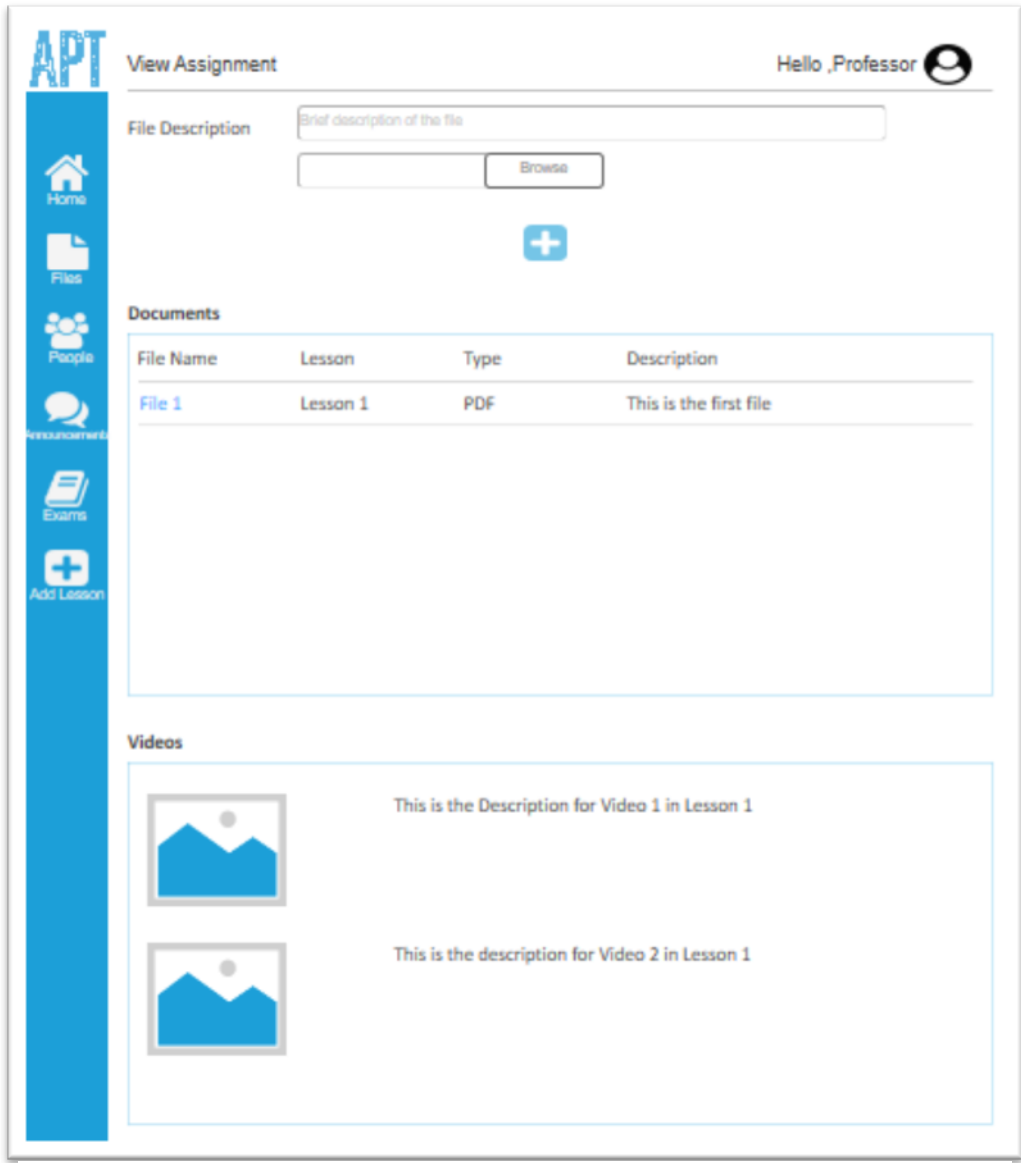 APT
View Assignment
Hello ,Professor
File Description
Brief description of the file
Browse
Home
Files
People
Announcements
Exams
Add Lesson
Documents
File Name Lesson Type Description
File 1 Lesson 1 PDF This is the first file
Videos
This is the Description for Video 1 in Lesson 1
This is the description for Video 2 in Lesson 1